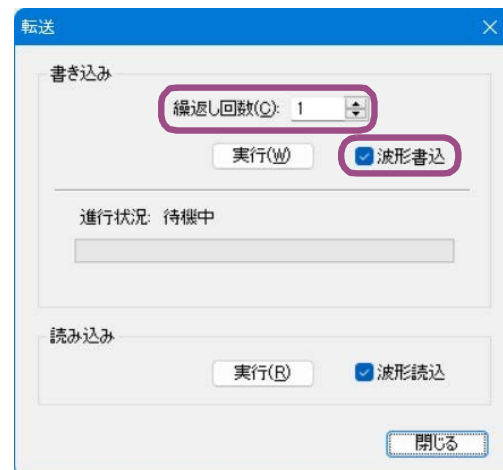 転送
書き込み
繰返し回数(C): 1
実行(W) 波形書込
進行状況: 待機中
読み込み
実行(R) 波形読込
閉じる